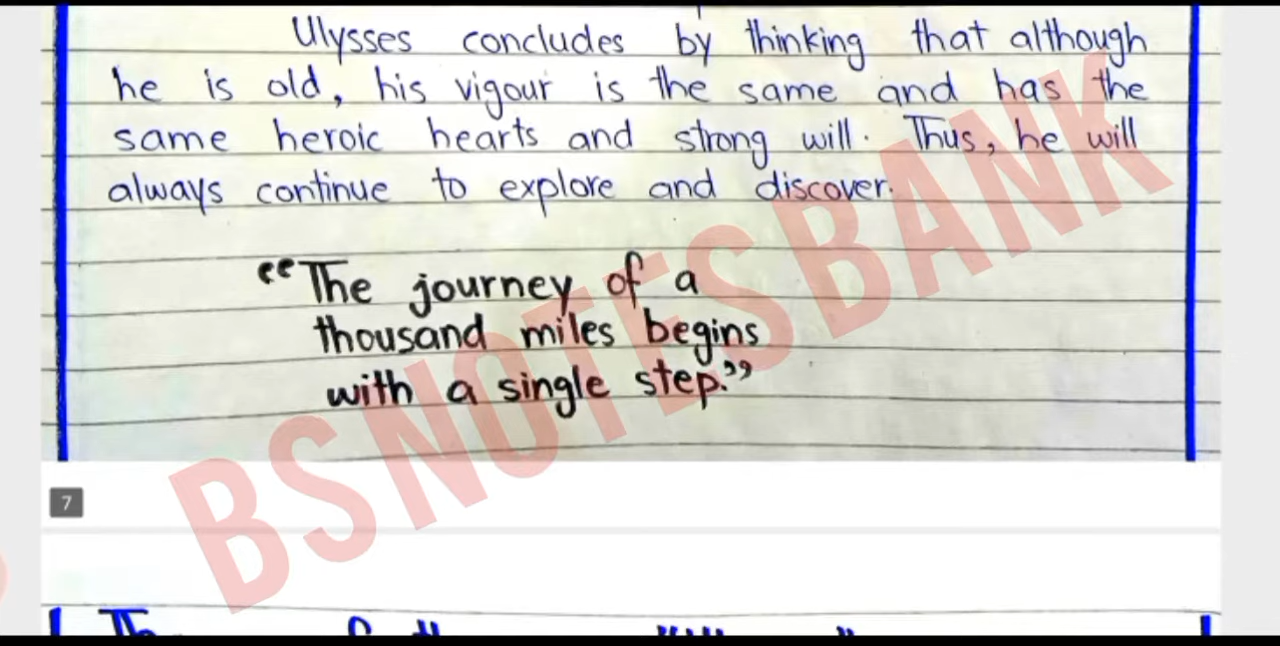 Ulysses concludes by thinking that although
he is old, his vigour is the same and has the
same heroic hearts and strong will. Thus, he will
always continue to explore and discover.
“The journey of a
thousand miles begins
with a single step.”
BSNOTESBANK
7